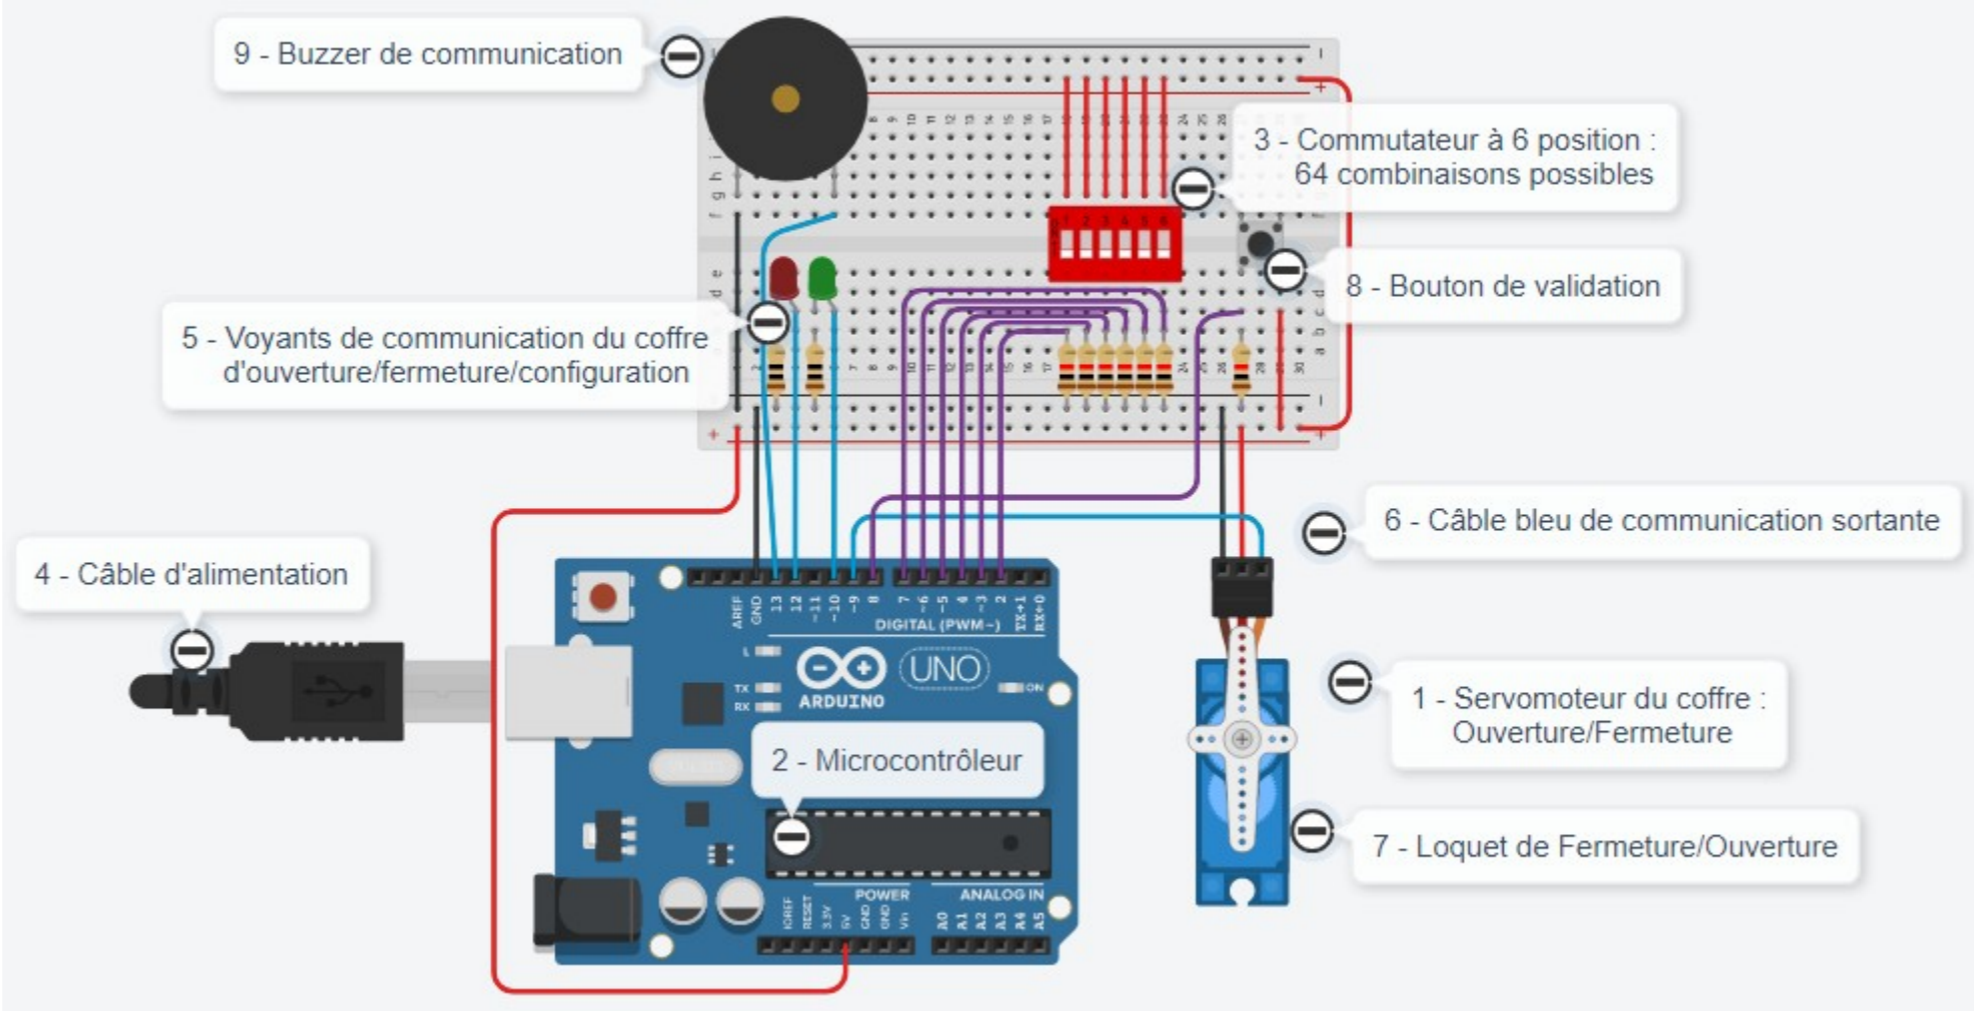 9 - Buzzer de communication
3 - Commutateur à 6 position :
64 combinaisons possibles
8 - Bouton de validation
5 - Voyants de communication du coffre
d'ouverture/fermeture/configuration
6 - Câble bleu de communication sortante
4 - Câble d'alimentation
1 - Servomoteur du coffre :
Ouverture/Fermeture
2 - Microcontrôleur
7 - Loquet de Fermeture/Ouverture
AREF
GND
13
12
~11
~10
~9
8
7
~6
~5
4
~3
2
TX→1
RX←0
DIGITAL (PWM~)
L
TX
RX
ARDUINO
UNO
ON
POWER
ANALOG IN
IOREF
RESET
3.3V
5V
GND
GND
Vin
A0
A1
A2
A3
A4
A5